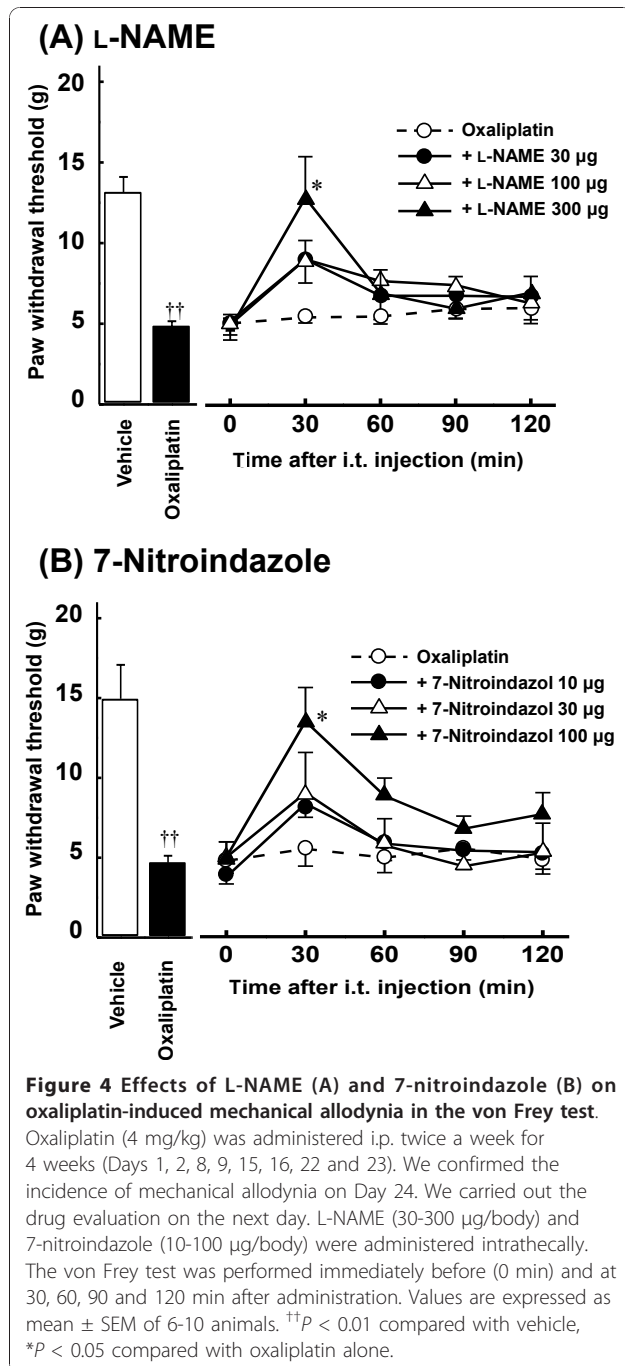 (A) L-NAME
Paw withdrawal threshold (g)
20
15
10
5
0
Vehicle
Oxaliplatin
††
Oxaliplatin
+ L-NAME 30 µg
+ L-NAME 100 µg
+ L-NAME 300 µg
*
0 30 60 90 120
Time after i.t. injection (min)
(B) 7-Nitroindazole
Paw withdrawal threshold (g)
20
15
10
5
0
Vehicle
Oxaliplatin
††
Oxaliplatin
+ 7-Nitroindazol 10 µg
+ 7-Nitroindazol 30 µg
+ 7-Nitroindazol 100 µg
*
0 30 60 90 120
Time after i.t. injection (min)
Figure 4 Effects of L-NAME (A) and 7-nitroindazole (B) on
oxaliplatin-induced mechanical allodynia in the von Frey test.
Oxaliplatin (4 mg/kg) was administered i.p. twice a week for
4 weeks (Days 1, 2, 8, 9, 15, 16, 22 and 23). We confirmed the
incidence of mechanical allodynia on Day 24. We carried out the
drug evaluation on the next day. L-NAME (30-300 µg/body) and
7-nitroindazole (10-100 µg/body) were administered intrathecally.
The von Frey test was performed immediately before (0 min) and at
30, 60, 90 and 120 min after administration. Values are expressed as
mean ± SEM of 6-10 animals. ††P < 0.01 compared with vehicle,
*P < 0.05 compared with oxaliplatin alone.